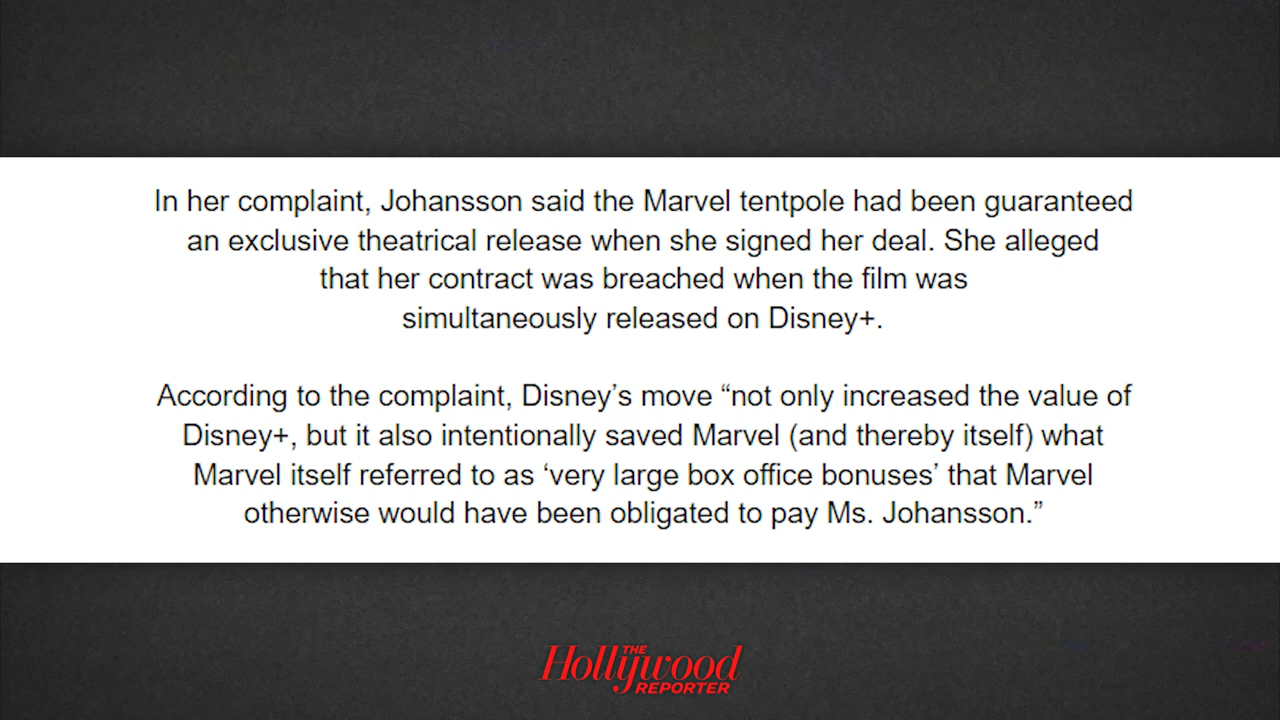 In her complaint, Johansson said the Marvel tentpole had been guaranteed
an exclusive theatrical release when she signed her deal. She alleged
that her contract was breached when the film was
simultaneously released on Disney+.
According to the complaint, Disney’s move “not only increased the value of
Disney+, but it also intentionally saved Marvel (and thereby itself) what
Marvel itself referred to as ‘very large box office bonuses’ that Marvel
otherwise would have been obligated to pay Ms. Johansson.”
THE
Hollywood
REPORTER